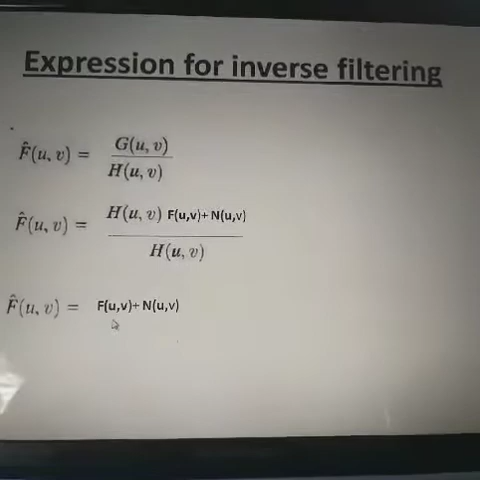 Expression for inverse filtering
F̂(u, v) = G(u, v) / H(u, v)
F̂(u, v) = H(u, v) F(u,v)+ N(u,v) / H(u, v)
F̂(u, v) = F(u,v)+ N(u,v)